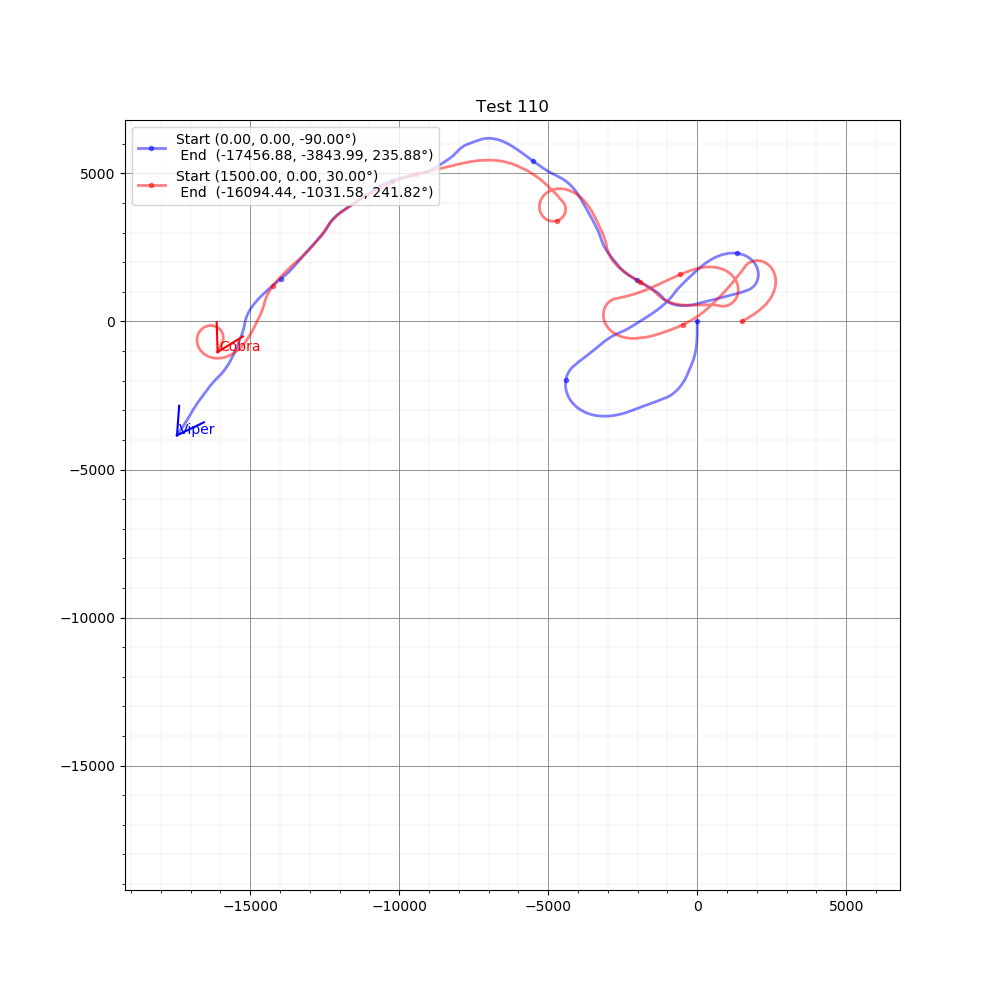 Test 110
Start (0.00, 0.00, -90.00°)
End  (-17456.88, -3843.99, 235.88°)
Start (1500.00, 0.00, 30.00°)
End  (-16094.44, -1031.58, 241.82°)
5000
0
−5000
−10000
−15000
Cobra
Viper
−15000
−10000
−5000
0
5000